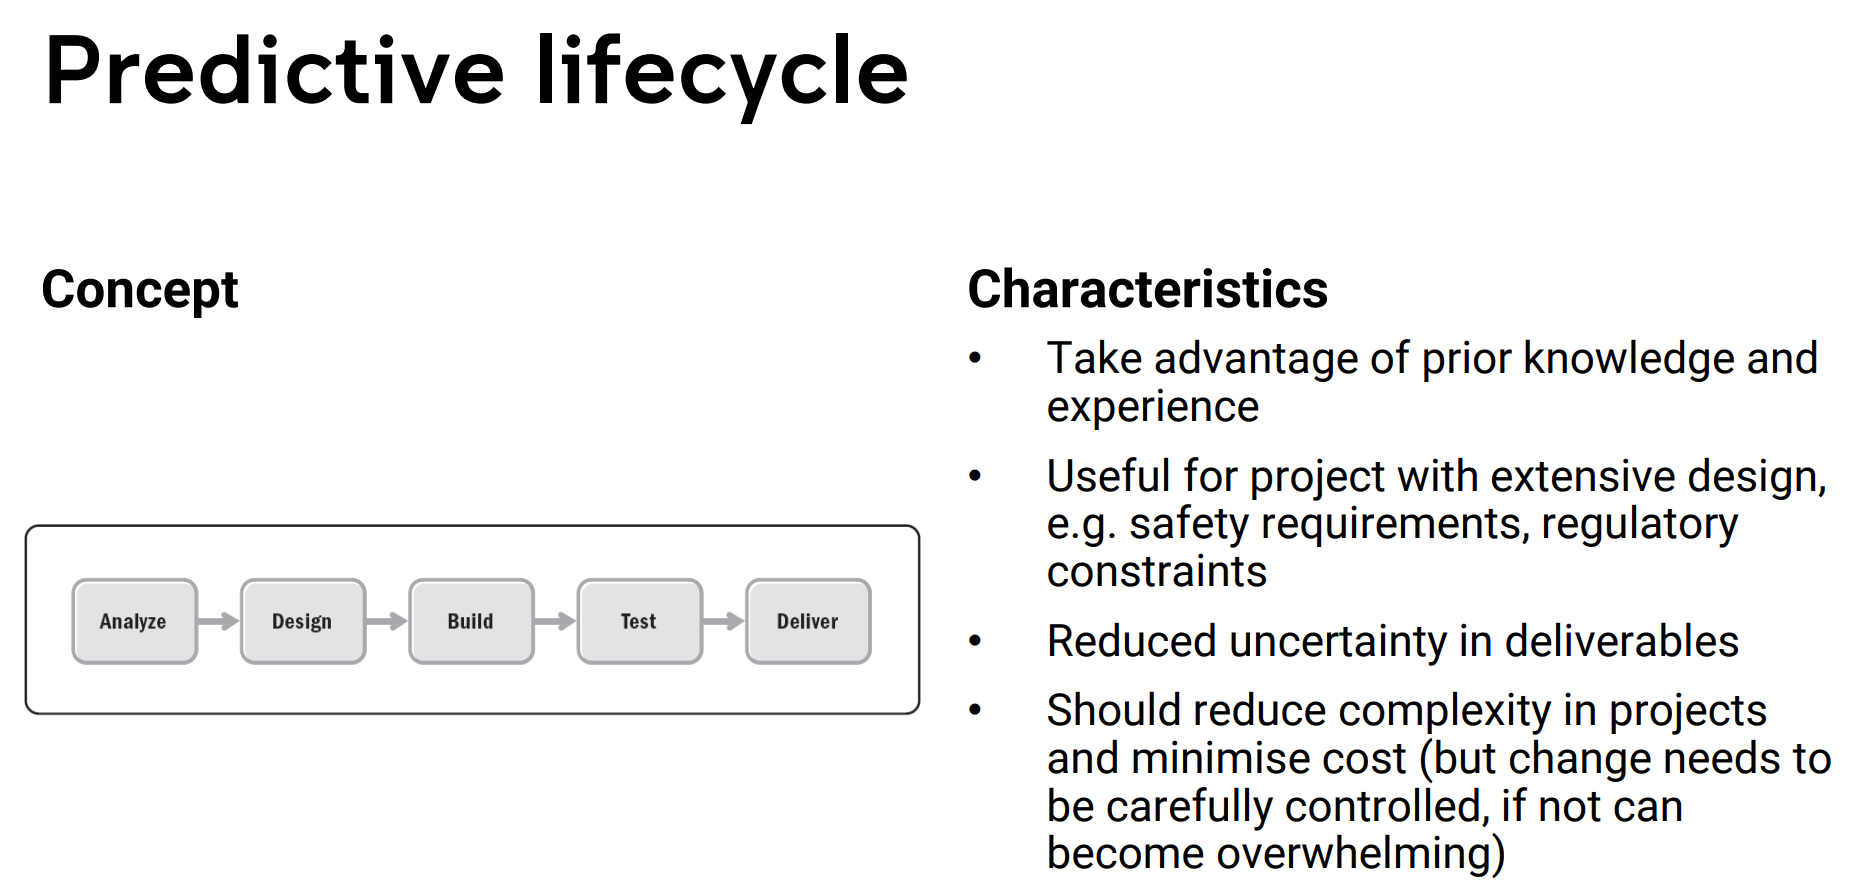 Predictive lifecycle
Concept
Analyze
Design
Build
Test
Deliver
Characteristics
• Take advantage of prior knowledge and
experience
• Useful for project with extensive design,
e.g. safety requirements, regulatory
constraints
• Reduced uncertainty in deliverables
• Should reduce complexity in projects
and minimise cost (but change needs to
be carefully controlled, if not can
become overwhelming)